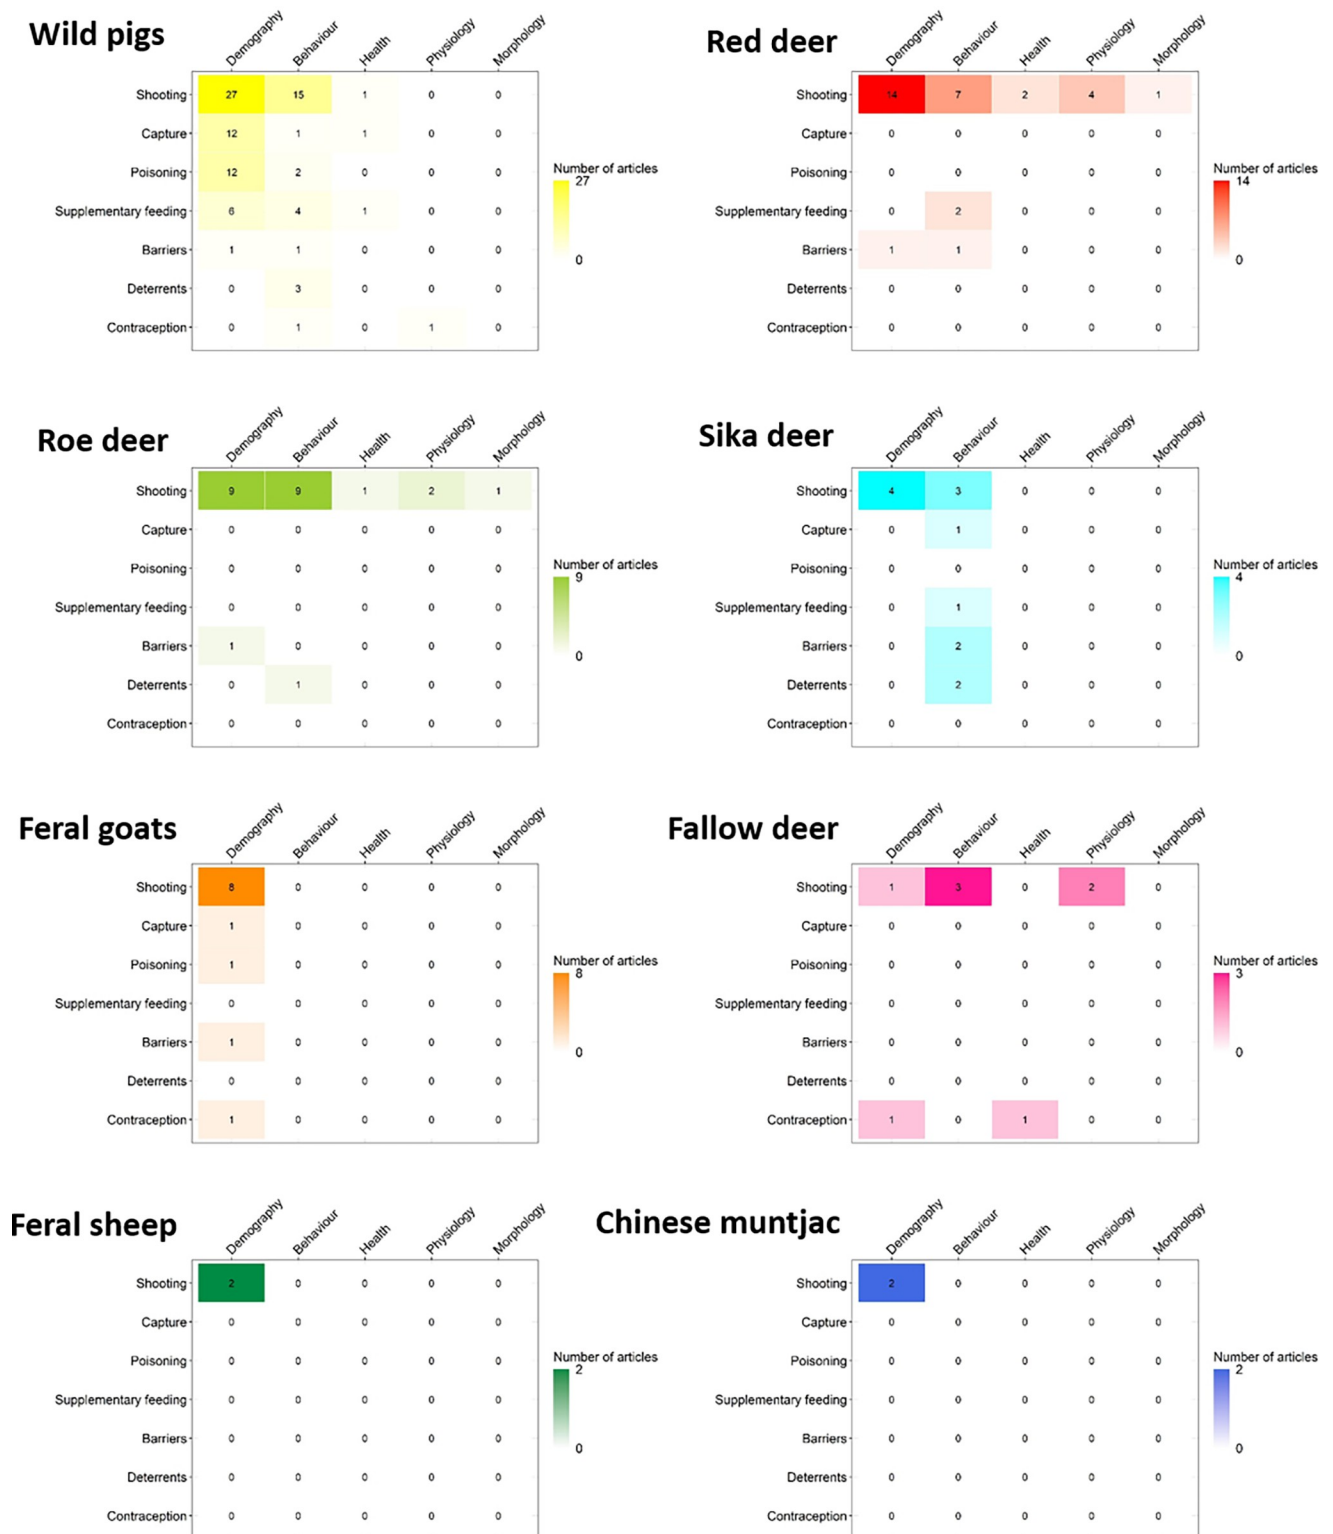 Wild pigs
Demography Behaviour Health Physiology Morphology
Shooting 27 15 1 0 0
Capture 12 1 1 0 0
Poisoning 12 2 0 0 0
Supplementary feeding 6 4 1 0 0
Barriers 1 1 0 0 0
Deterrents 0 3 0 0 0
Contraception 0 1 0 1 0
Number of articles
27
0
Red deer
Demography Behaviour Health Physiology Morphology
Shooting 14 7 2 4 1
Capture 0 0 0 0 0
Poisoning 0 0 0 0 0
Supplementary feeding 0 2 0 0 0
Barriers 1 1 0 0 0
Deterrents 0 0 0 0 0
Contraception 0 0 0 0 0
Number of articles
14
0
Roe deer
Demography Behaviour Health Physiology Morphology
Shooting 9 9 1 2 1
Capture 0 0 0 0 0
Poisoning 0 0 0 0 0
Supplementary feeding 0 0 0 0 0
Barriers 1 0 0 0 0
Deterrents 0 1 0 0 0
Contraception 0 0 0 0 0
Number of articles
9
0
Sika deer
Demography Behaviour Health Physiology Morphology
Shooting 4 3 0 0 0
Capture 0 1 0 0 0
Poisoning 0 0 0 0 0
Supplementary feeding 0 1 0 0 0
Barriers 0 2 0 0 0
Deterrents 0 2 0 0 0
Contraception 0 0 0 0 0
Number of articles
4
0
Feral goats
Demography Behaviour Health Physiology Morphology
Shooting 8 0 0 0 0
Capture 1 0 0 0 0
Poisoning 1 0 0 0 0
Supplementary feeding 0 0 0 0 0
Barriers 1 0 0 0 0
Deterrents 0 0 0 0 0
Contraception 1 0 0 0 0
Number of articles
8
0
Fallow deer
Demography Behaviour Health Physiology Morphology
Shooting 1 3 0 2 0
Capture 0 0 0 0 0
Poisoning 0 0 0 0 0
Supplementary feeding 0 0 0 0 0
Barriers 0 0 0 0 0
Deterrents 0 0 0 0 0
Contraception 1 0 1 0 0
Number of articles
3
0
Feral sheep
Demography Behaviour Health Physiology Morphology
Shooting 2 0 0 0 0
Capture 0 0 0 0 0
Poisoning 0 0 0 0 0
Supplementary feeding 0 0 0 0 0
Barriers 0 0 0 0 0
Deterrents 0 0 0 0 0
Contraception 0 0 0 0 0
Number of articles
2
0
Chinese muntjac
Demography Behaviour Health Physiology Morphology
Shooting 2 0 0 0 0
Capture 0 0 0 0 0
Poisoning 0 0 0 0 0
Supplementary feeding 0 0 0 0 0
Barriers 0 0 0 0 0
Deterrents 0 0 0 0 0
Contraception 0 0 0 0 0
Number of articles
2
0